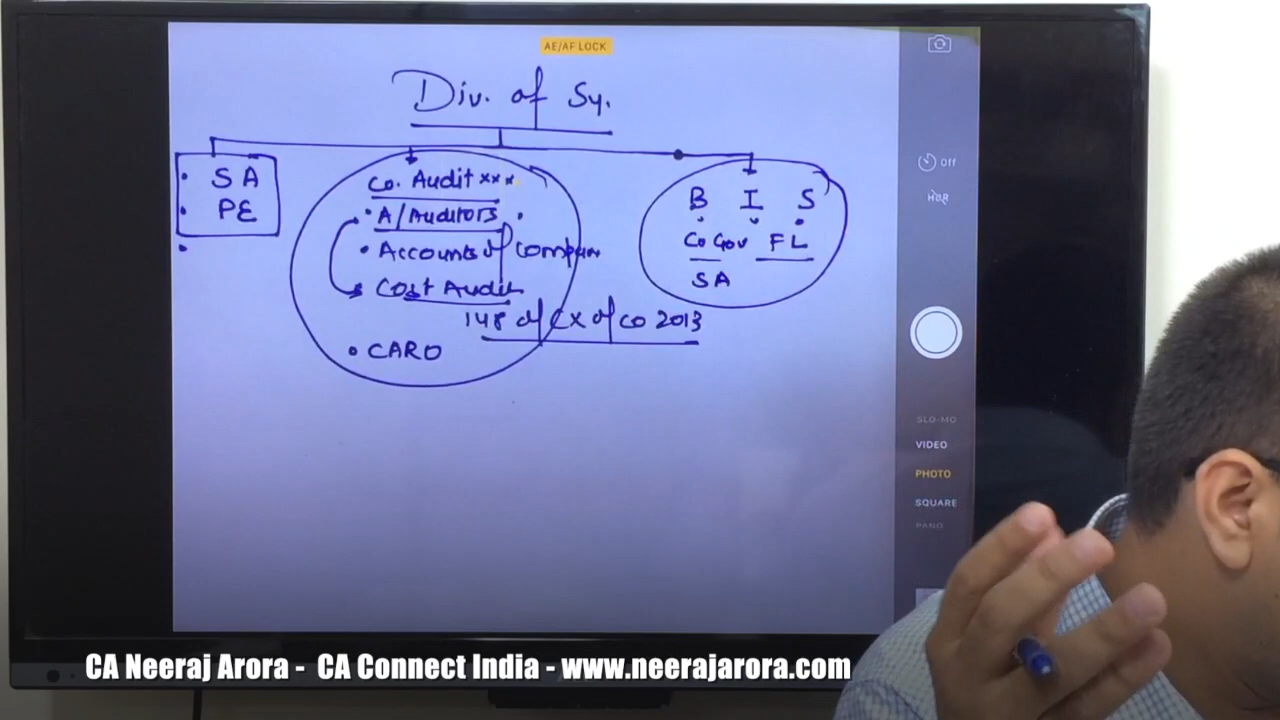 AE/AF LOCK
Div. of Sy.
SA
PE
Co. Audit xxx
A/Auditors
Accounts of compan
Cost Audit
148 of Cx of Co 2013
CARO
B I S
Co Gov FL
SA
Off
ਮੇਰਬ੍ਰ
SLO-MO
VIDEO
PHOTO
SQUARE
PANO
CA Neeraj Arora - CA Connect India - www.neerajarora.com